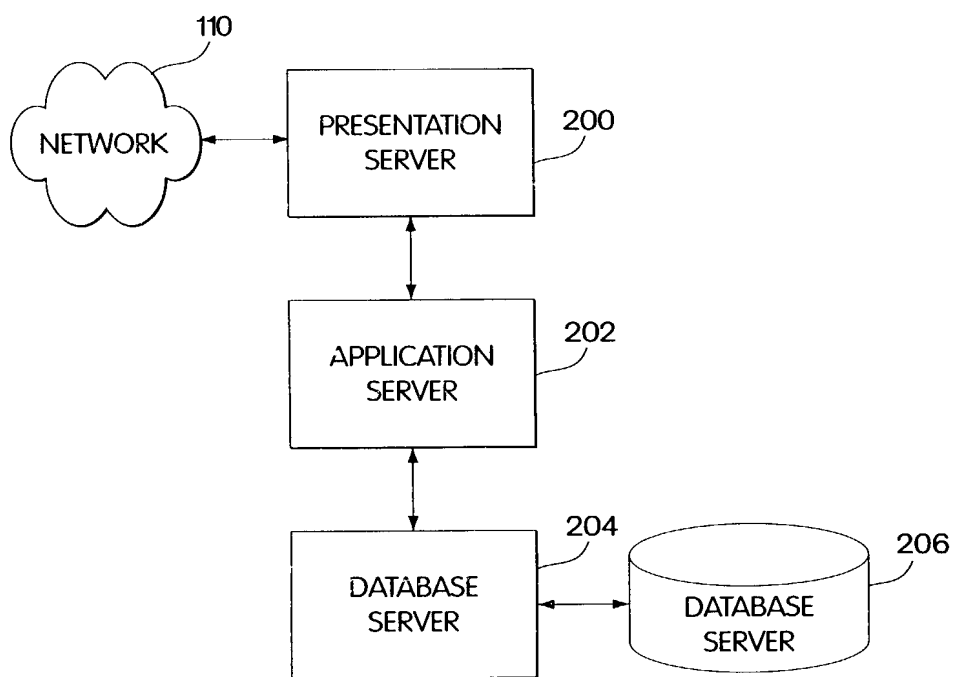 110
NETWORK
PRESENTATION
SERVER
200
APPLICATION
SERVER
202
DATABASE
SERVER
204
DATABASE
SERVER
206